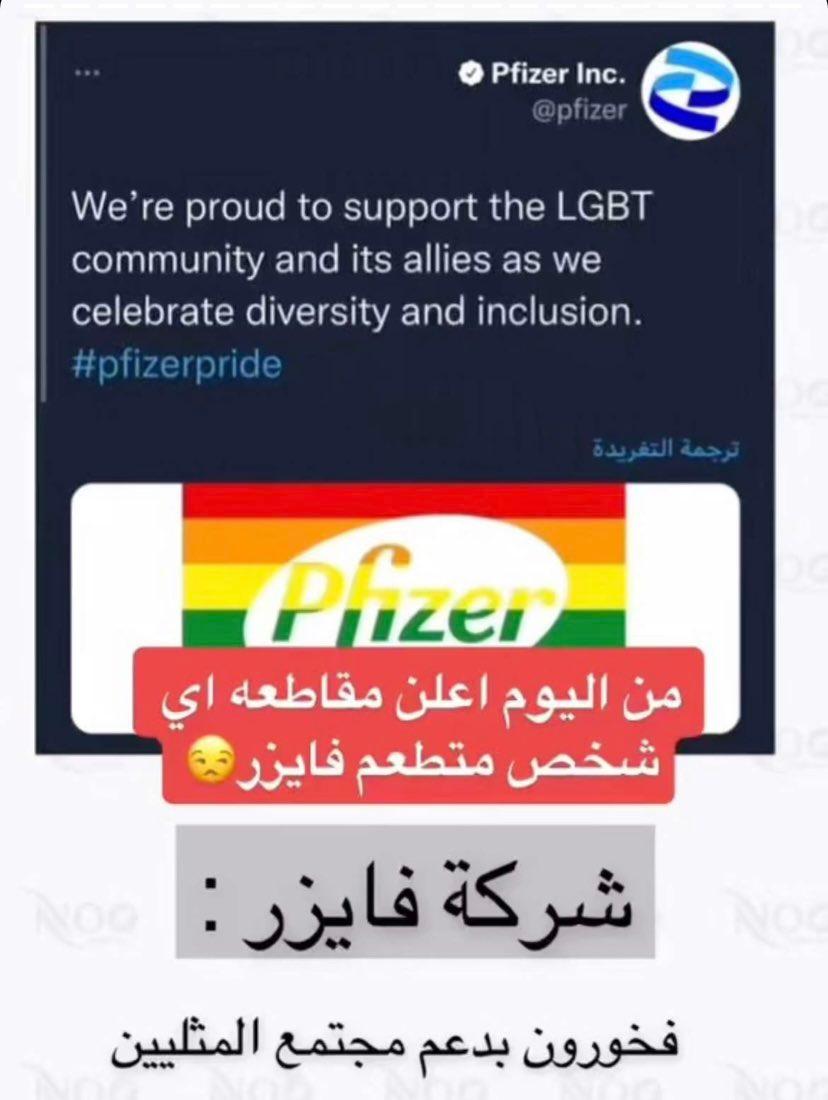 Pfizer Inc.
@pfizer
We're proud to support the LGBT
community and its allies as we
celebrate diversity and inclusion.
#pfizerpride
ترجمة التغريدة
Pfizer
من اليوم اعلن مقاطعه اي
شخص متطعم فايزر😒
شركة فايزر :
فخورون بدعم مجتمع المثليين